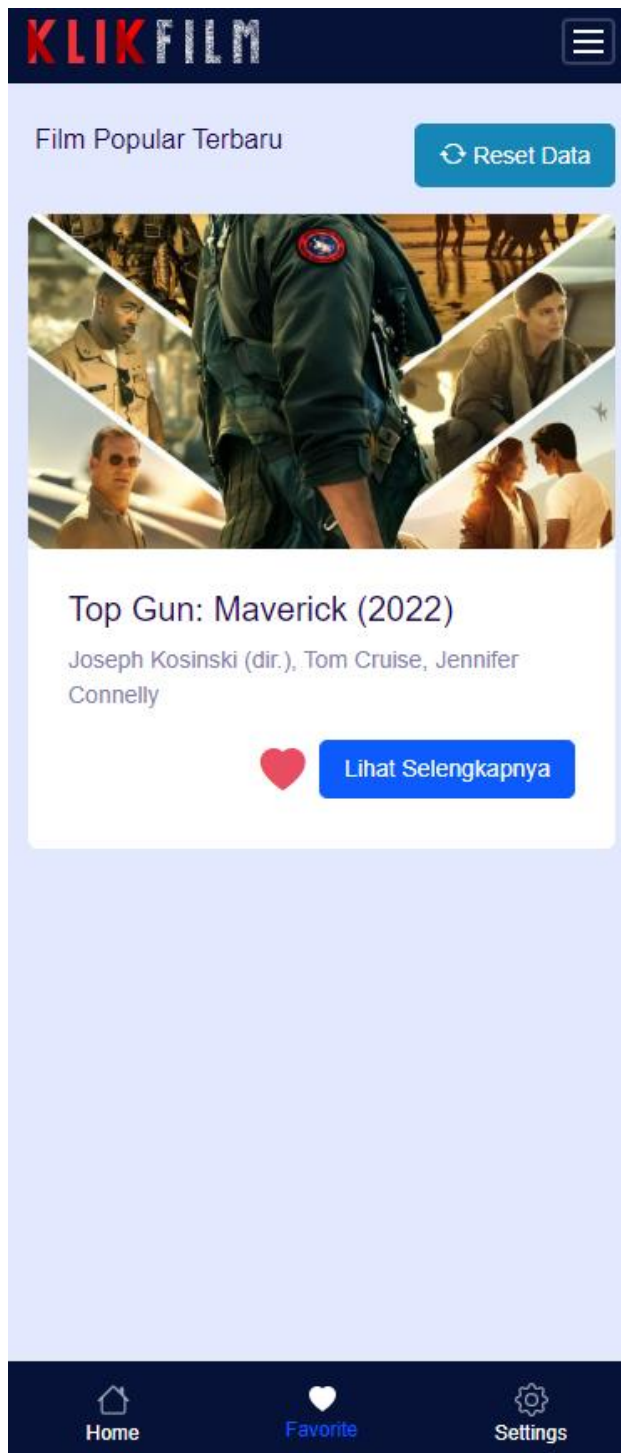 KLIKFILM
Film Popular Terbaru
Reset Data
Top Gun: Maverick (2022)
Joseph Kosinski (dir.), Tom Cruise, Jennifer
Connelly
Lihat Selengkapnya
Home
Favorite
Settings